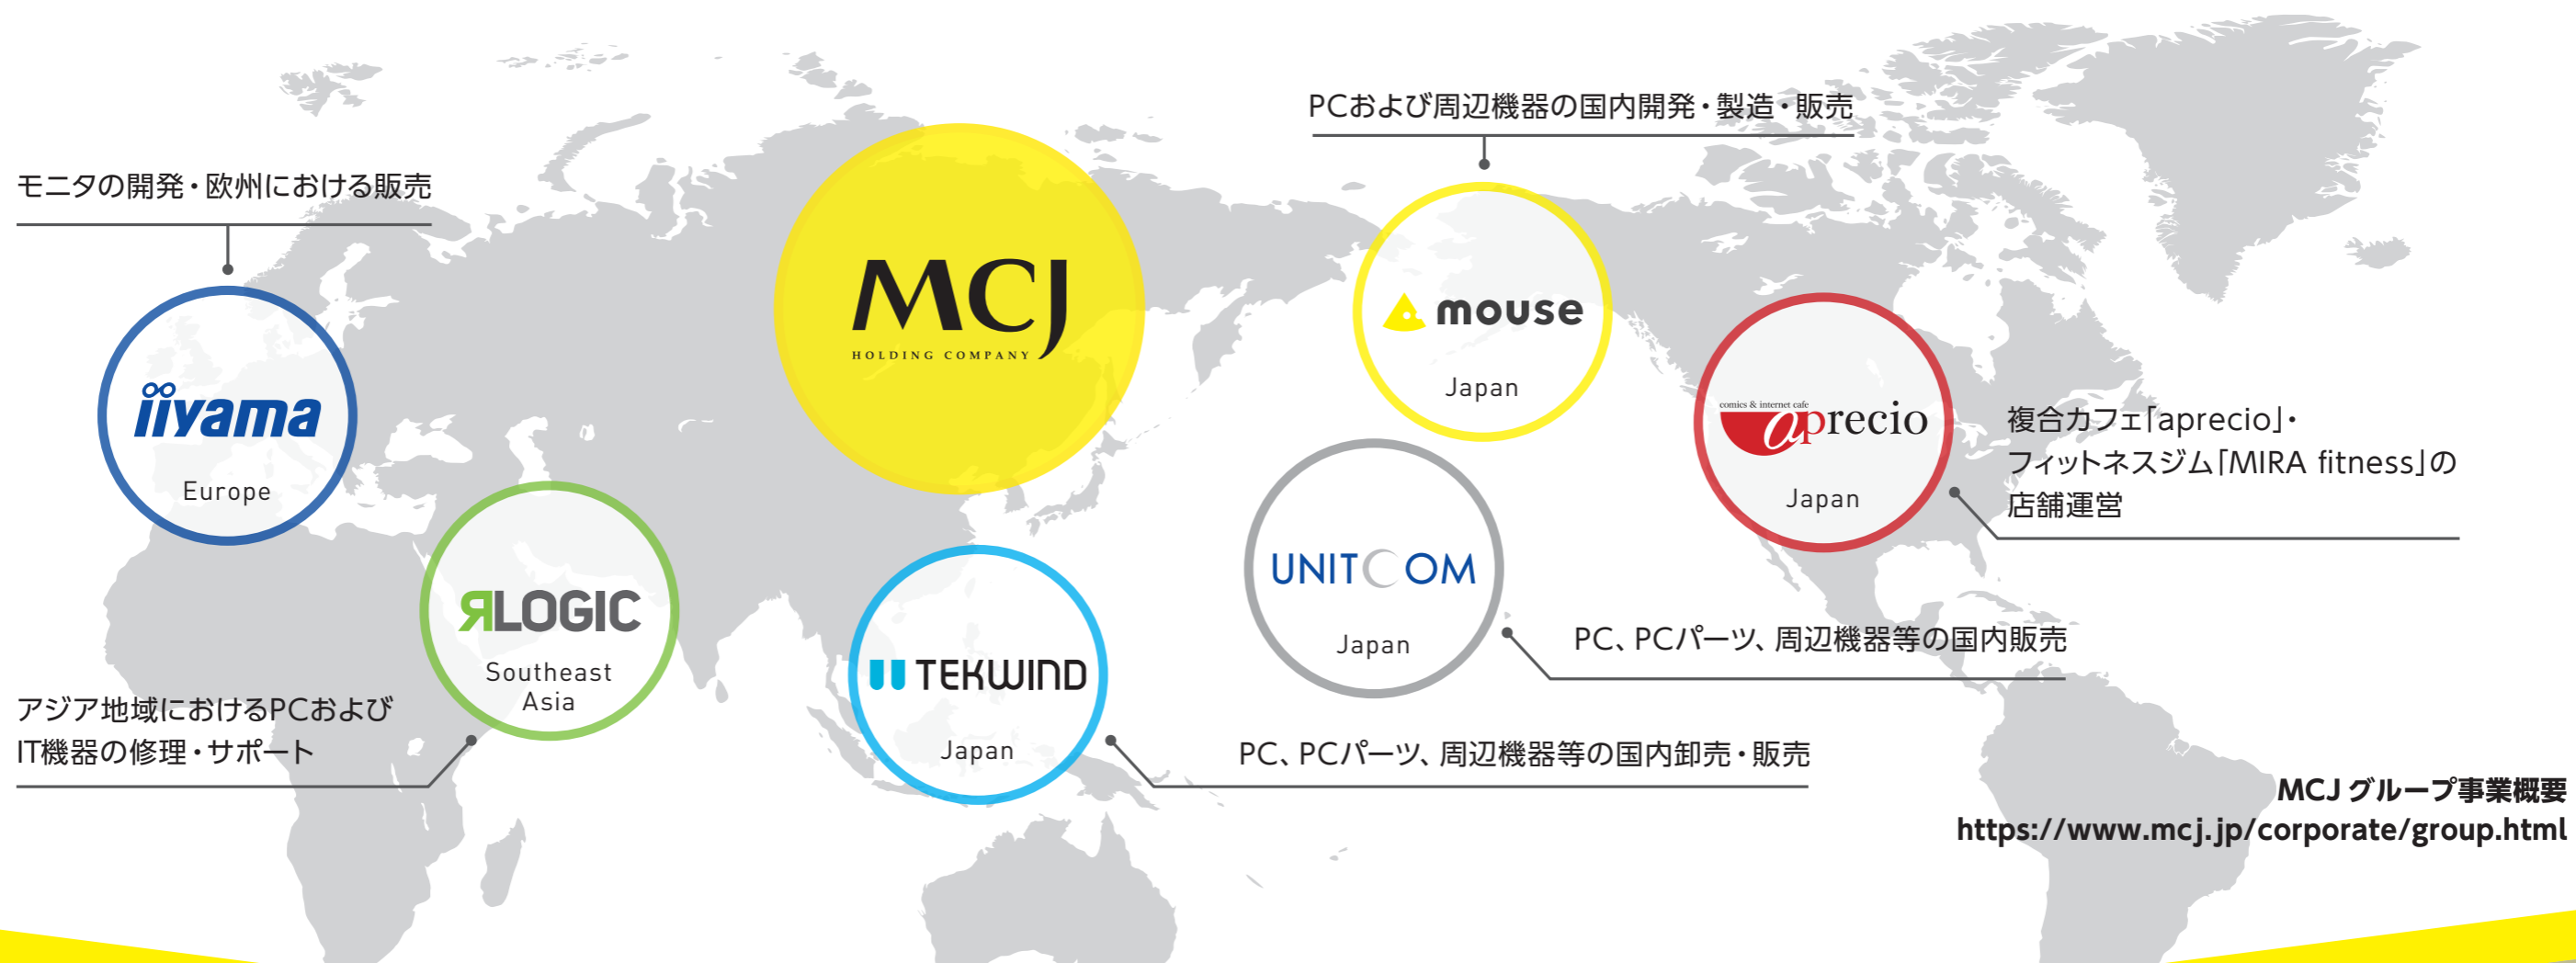 PCおよび周辺機器の国内開発・製造・販売
モニタの開発・欧州における販売
MCJ
HOLDING COMPANY
mouse
Japan
iiyama
Europe
comics & internet cafe
aprecio
Japan
複合カフェ「aprecio」・
フィットネスジム「MIRA fitness」の
店舗運営
UNITCOM
Japan
PC、PCパーツ、周辺機器等の国内販売
RLOGIC
Southeast
Asia
アジア地域におけるPCおよび
IT機器の修理・サポート
TEKWIND
Japan
PC、PCパーツ、周辺機器等の国内卸売・販売
MCJ グループ事業概要
https://www.mcj.jp/corporate/group.html